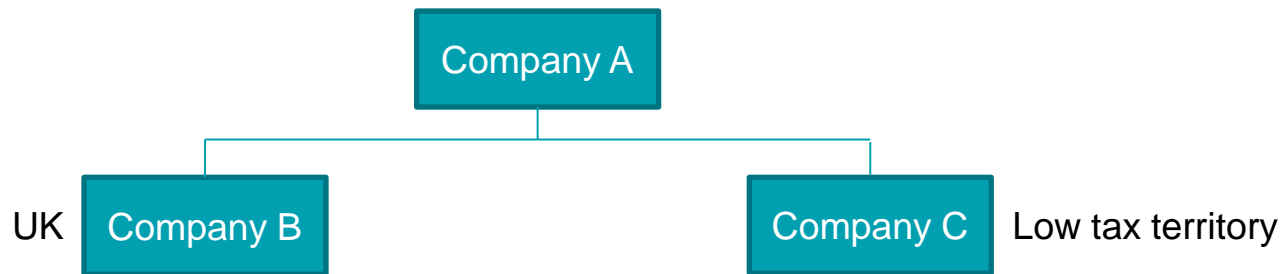 Company A
UK
Company B
Company C
Low tax territory